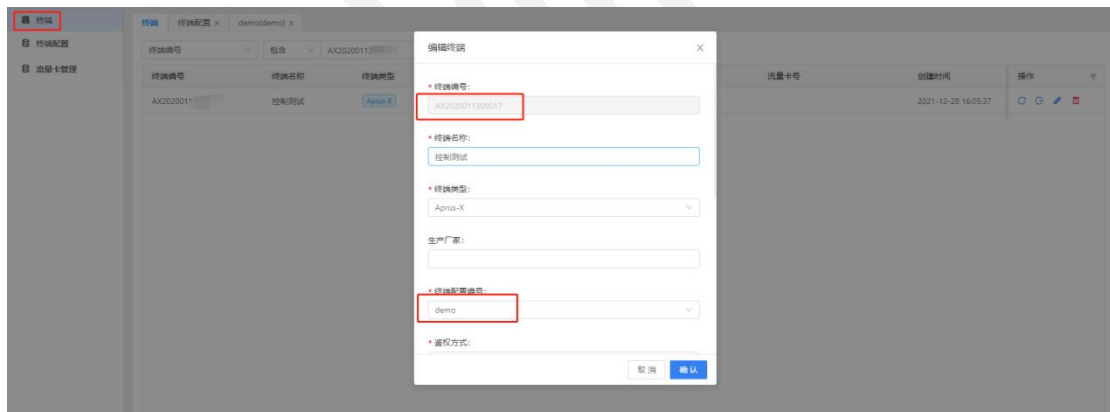 终端
终端配置
流量卡管理
终端 终端配置 × demo(demo) ×
终端编号 包含 AX2020011
终端编号 终端名称 终端类型 流量卡号 创建时间 操作
AX202001 控制测试 Aprus-X 2021-12-28 16:05:37
编辑终端
* 终端编号:
AX2020011300017
* 终端名称:
控制测试
* 终端类型:
Aprus-X
生产厂家:
* 终端配置编号:
demo
* 鉴权方式:
取消 确认